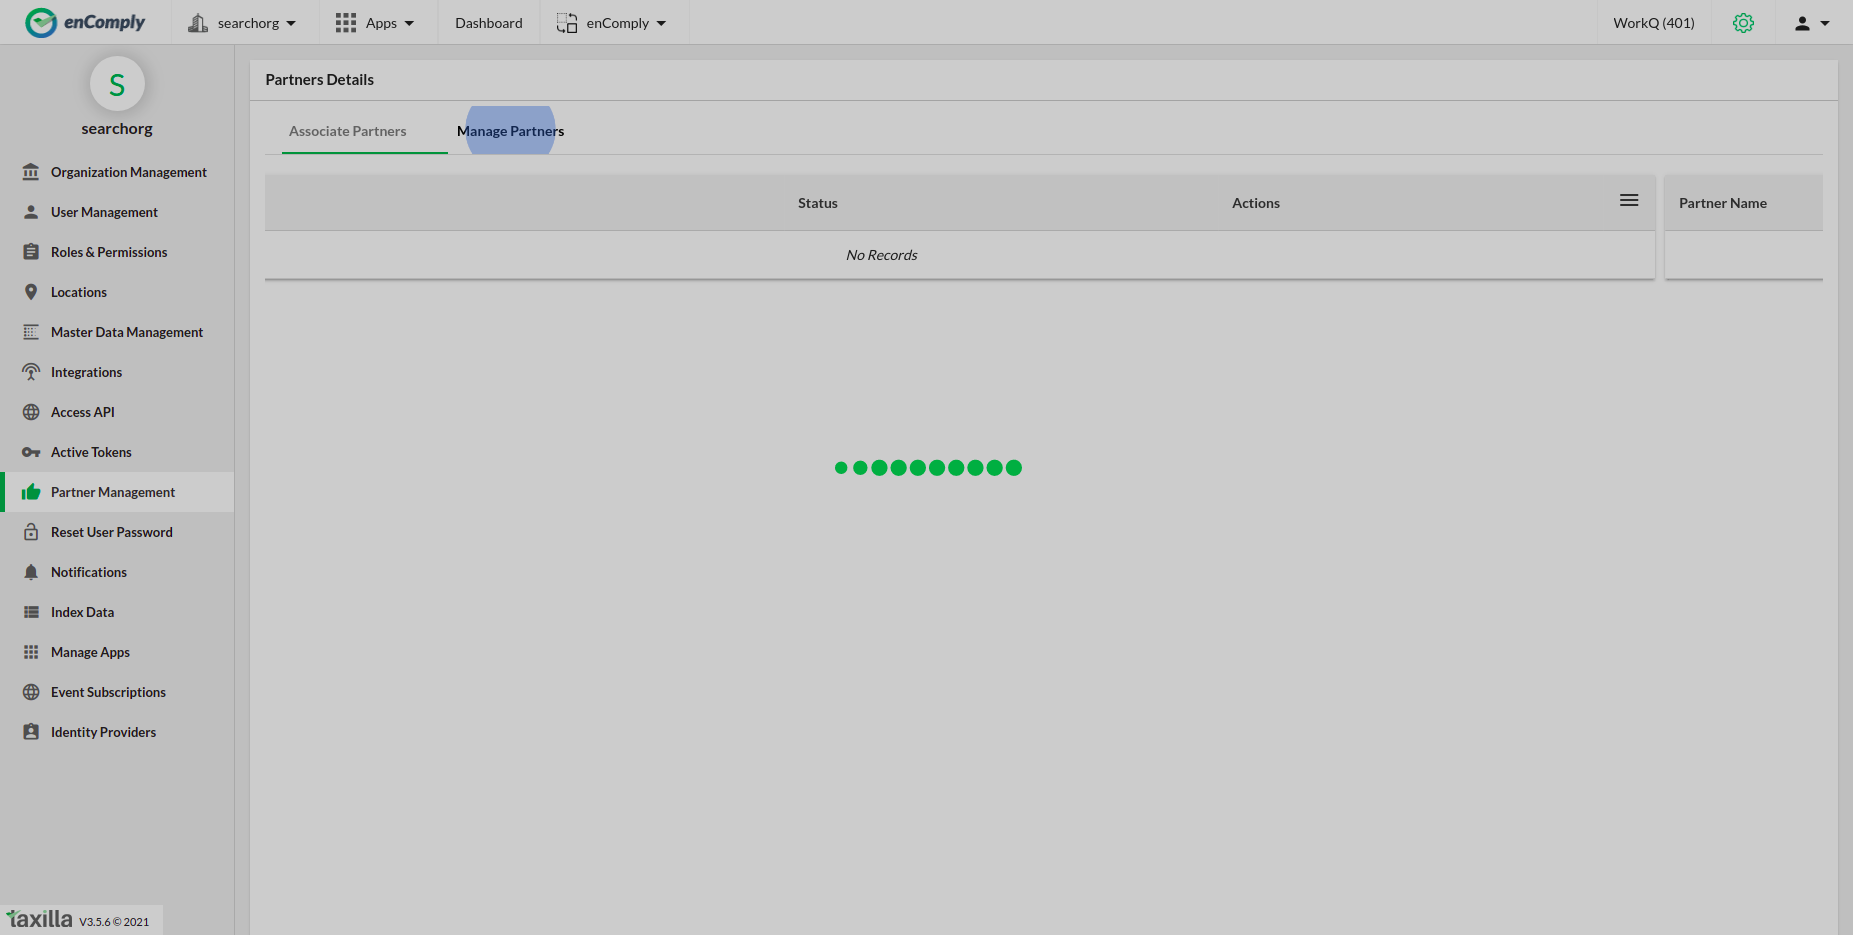 enComply
searchorg
Apps
Dashboard
enComply
WorkQ (401)
S
searchorg
Organization Management
User Management
Roles & Permissions
Locations
Master Data Management
Integrations
Access API
Active Tokens
Partner Management
Reset User Password
Notifications
Index Data
Manage Apps
Event Subscriptions
Identity Providers
taxilla V3.5.6 © 2021
Partners Details
Associate Partners
Manage Partners
Status
Actions
Partner Name
No Records